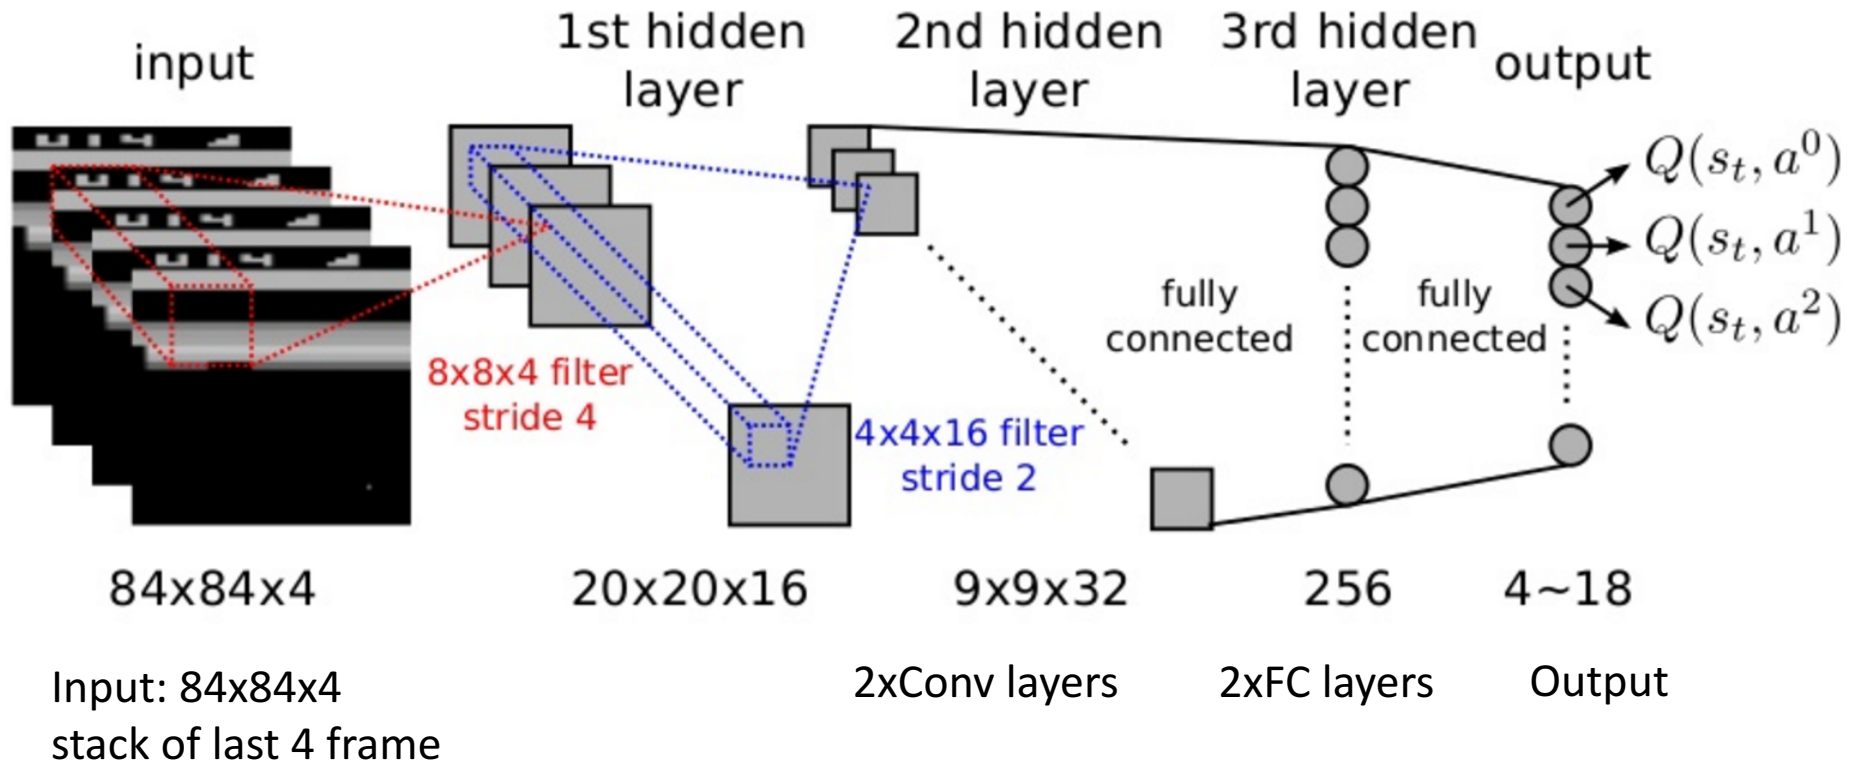 input
1st hidden
layer
2nd hidden
layer
3rd hidden
layer
output
Q(s_t, a^0)
Q(s_t, a^1)
Q(s_t, a^2)
fully
connected
fully
connected
8x8x4 filter
stride 4
4x4x16 filter
stride 2
84x84x4
20x20x16
9x9x32
256
4~18
Input: 84x84x4
stack of last 4 frame
2xConv layers
2xFC layers
Output